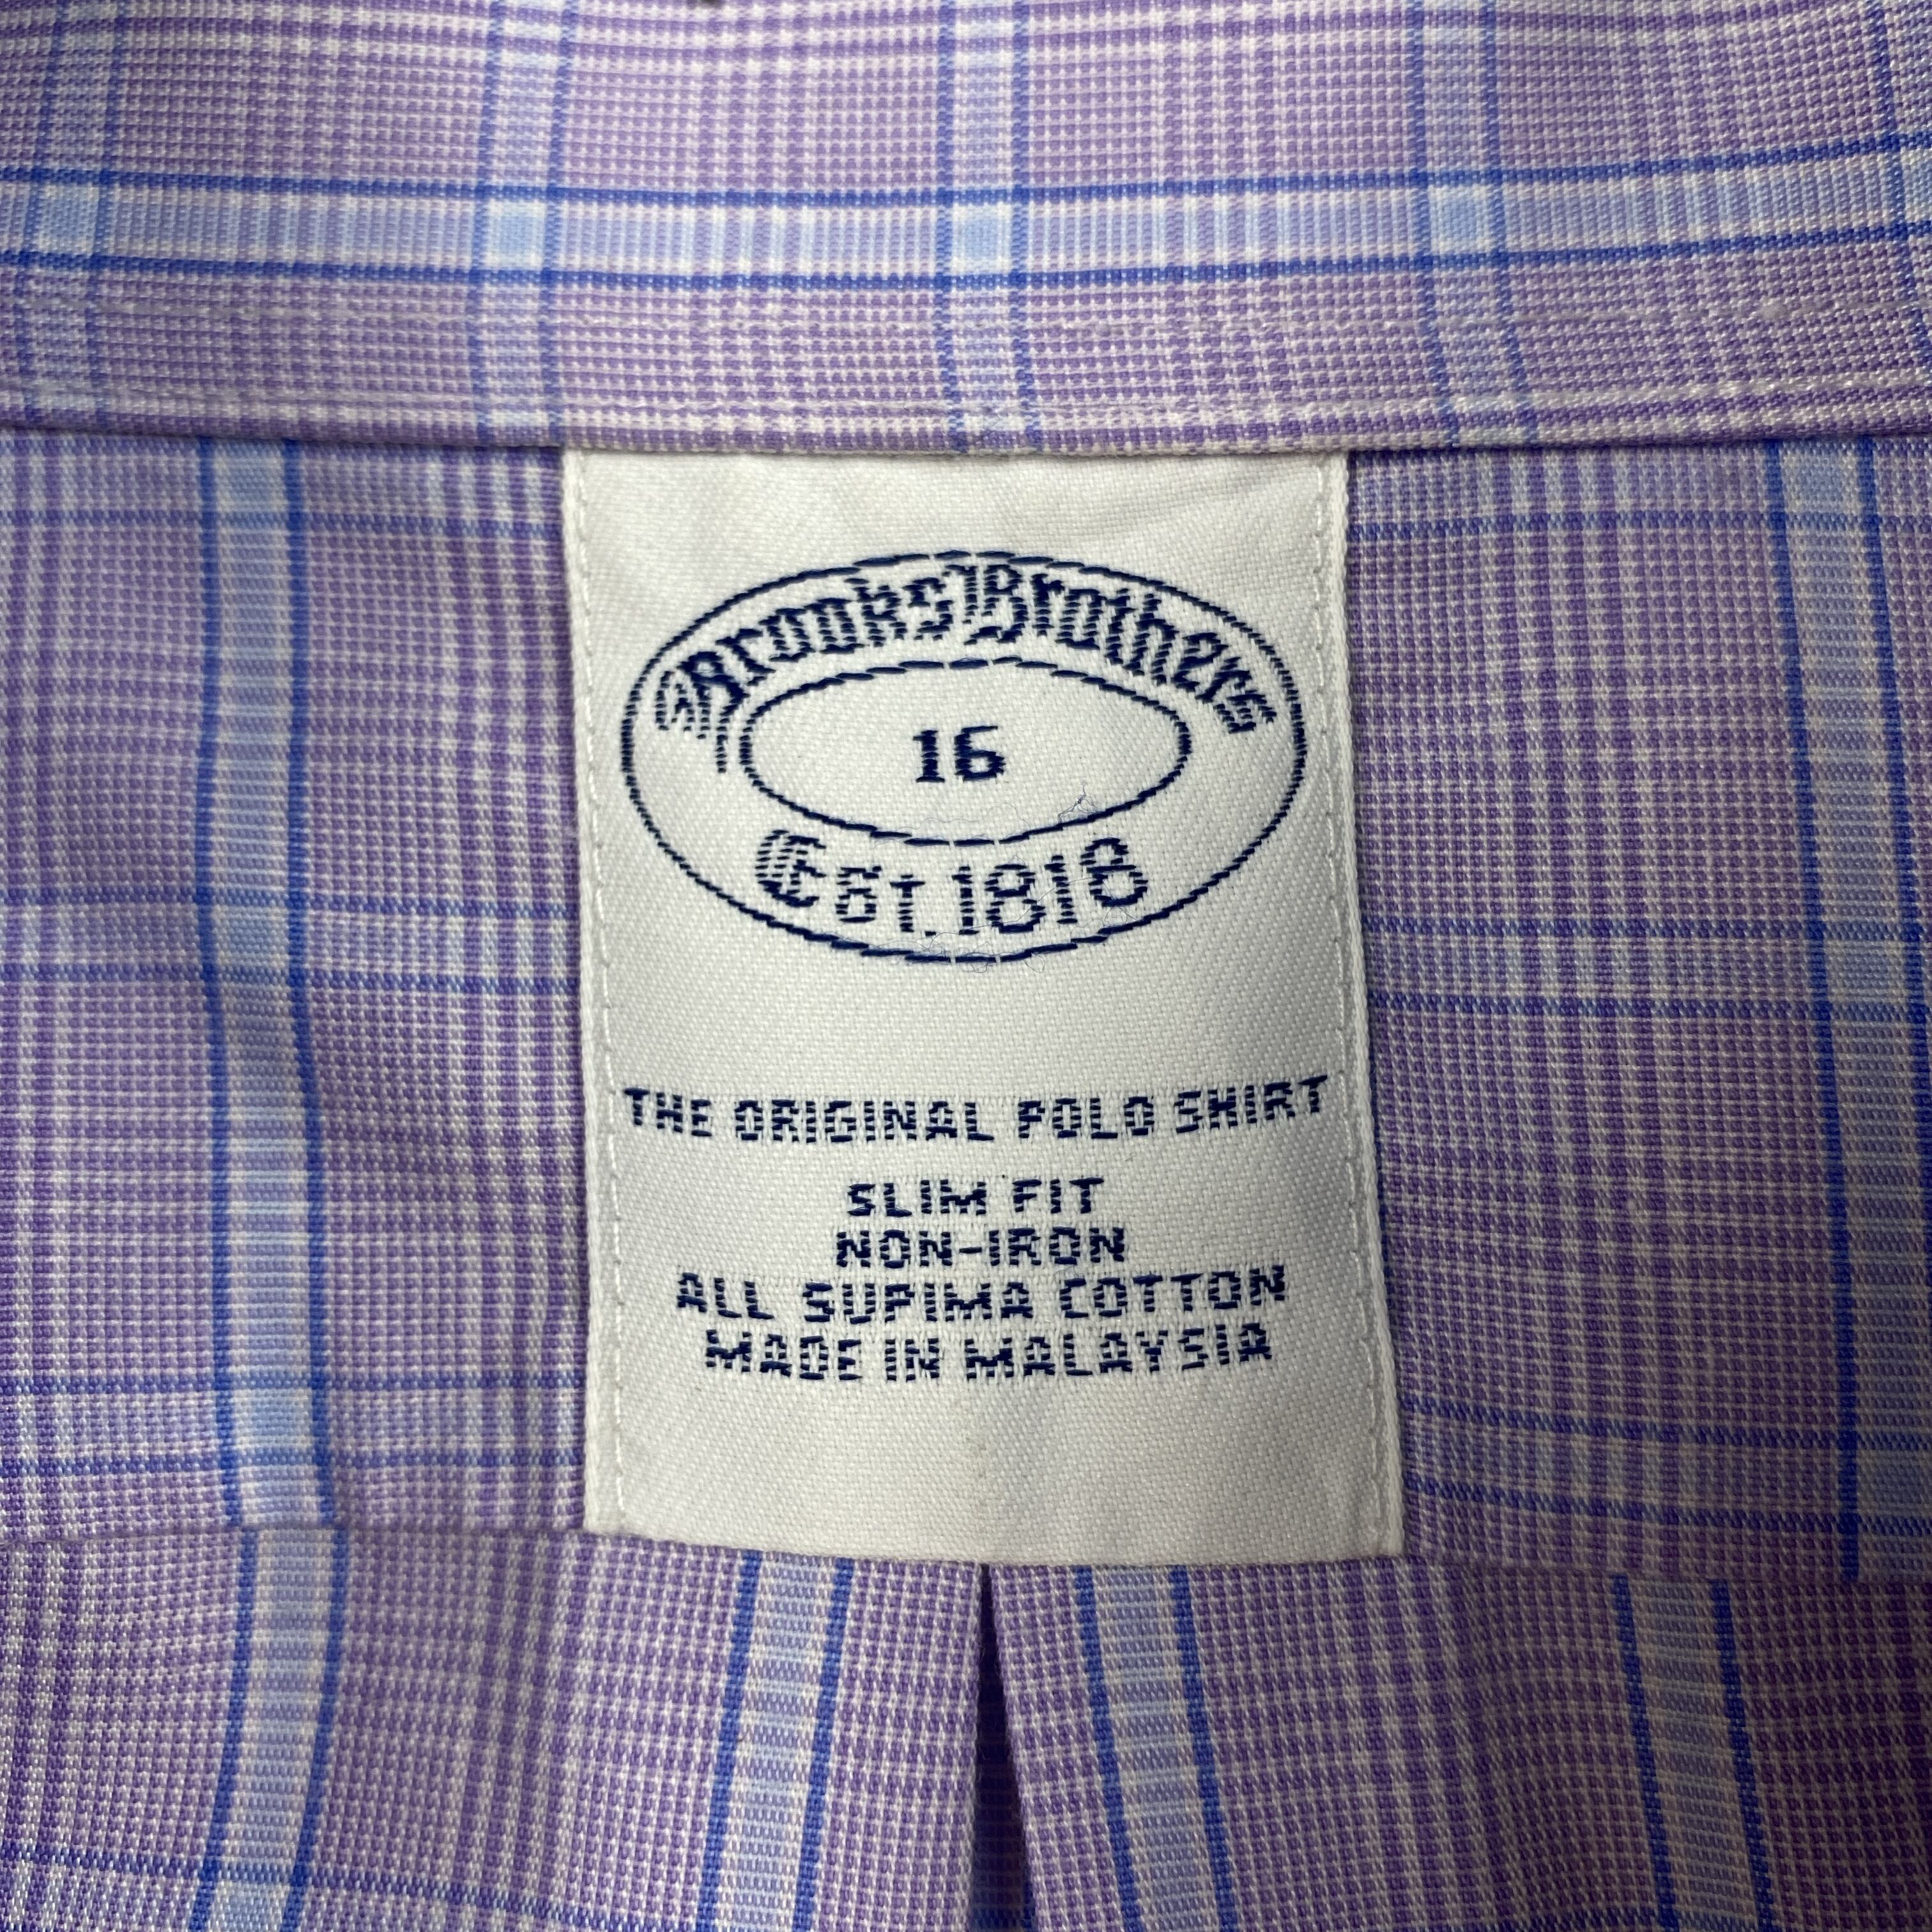 Brooks Brothers
16
Est. 1818
THE ORIGINAL POLO SHIRT
SLIM FIT
NON-IRON
ALL SUPIMA COTTON
MADE IN MALAYSIA